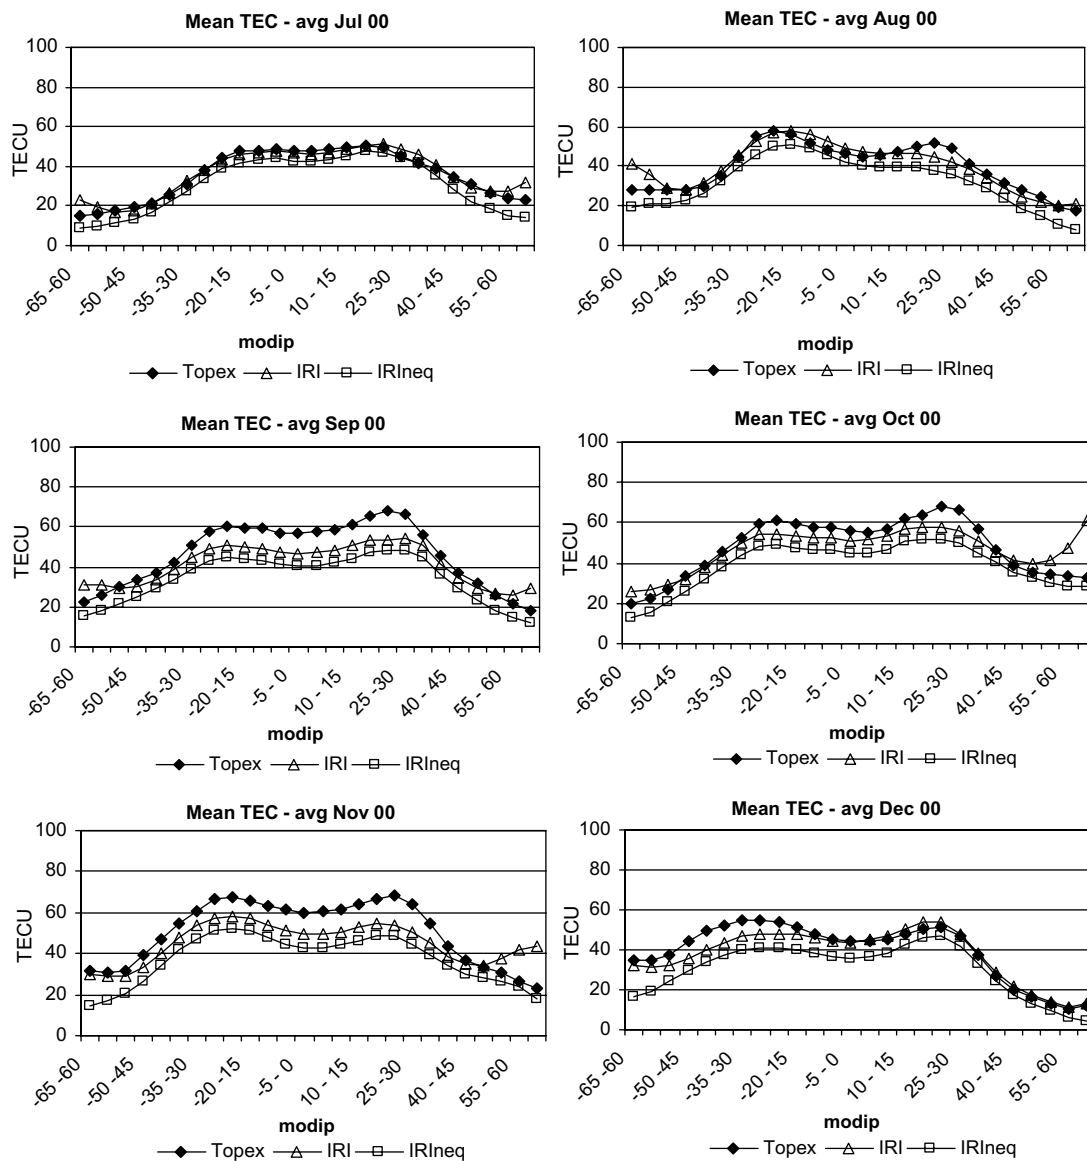 Mean TEC - avg Jul 00
100
80
60
40
20
0
TECU
-65 -60
-50 -45
-35 -30
-20 -15
-5 - 0
10 - 15
25 -30
40 - 45
55 - 60
modip
Topex IRI IRIneq
Mean TEC - avg Aug 00
100
80
60
40
20
0
TECU
-65 -60
-50 -45
-35 -30
-20 -15
-5 - 0
10 - 15
25 -30
40 - 45
55 - 60
modip
Topex IRI IRIneq
Mean TEC - avg Sep 00
100
80
60
40
20
0
TECU
-65 -60
-50 -45
-35 -30
-20 -15
-5 - 0
10 - 15
25 -30
40 - 45
55 - 60
modip
Topex IRI IRIneq
Mean TEC - avg Oct 00
100
80
60
40
20
0
TECU
-65 -60
-50 -45
-35 -30
-20 -15
-5 - 0
10 - 15
25 -30
40 - 45
55 - 60
modip
Topex IRI IRIneq
Mean TEC - avg Nov 00
100
80
60
40
20
0
TECU
-65 -60
-50 -45
-35 -30
-20 -15
-5 - 0
10 - 15
25 -30
40 - 45
55 - 60
modip
Topex IRI IRIneq
Mean TEC - avg Dec 00
100
80
60
40
20
0
TECU
-65 -60
-50 -45
-35 -30
-20 -15
-5 - 0
10 - 15
25 -30
40 - 45
55 - 60
modip
Topex IRI IRIneq